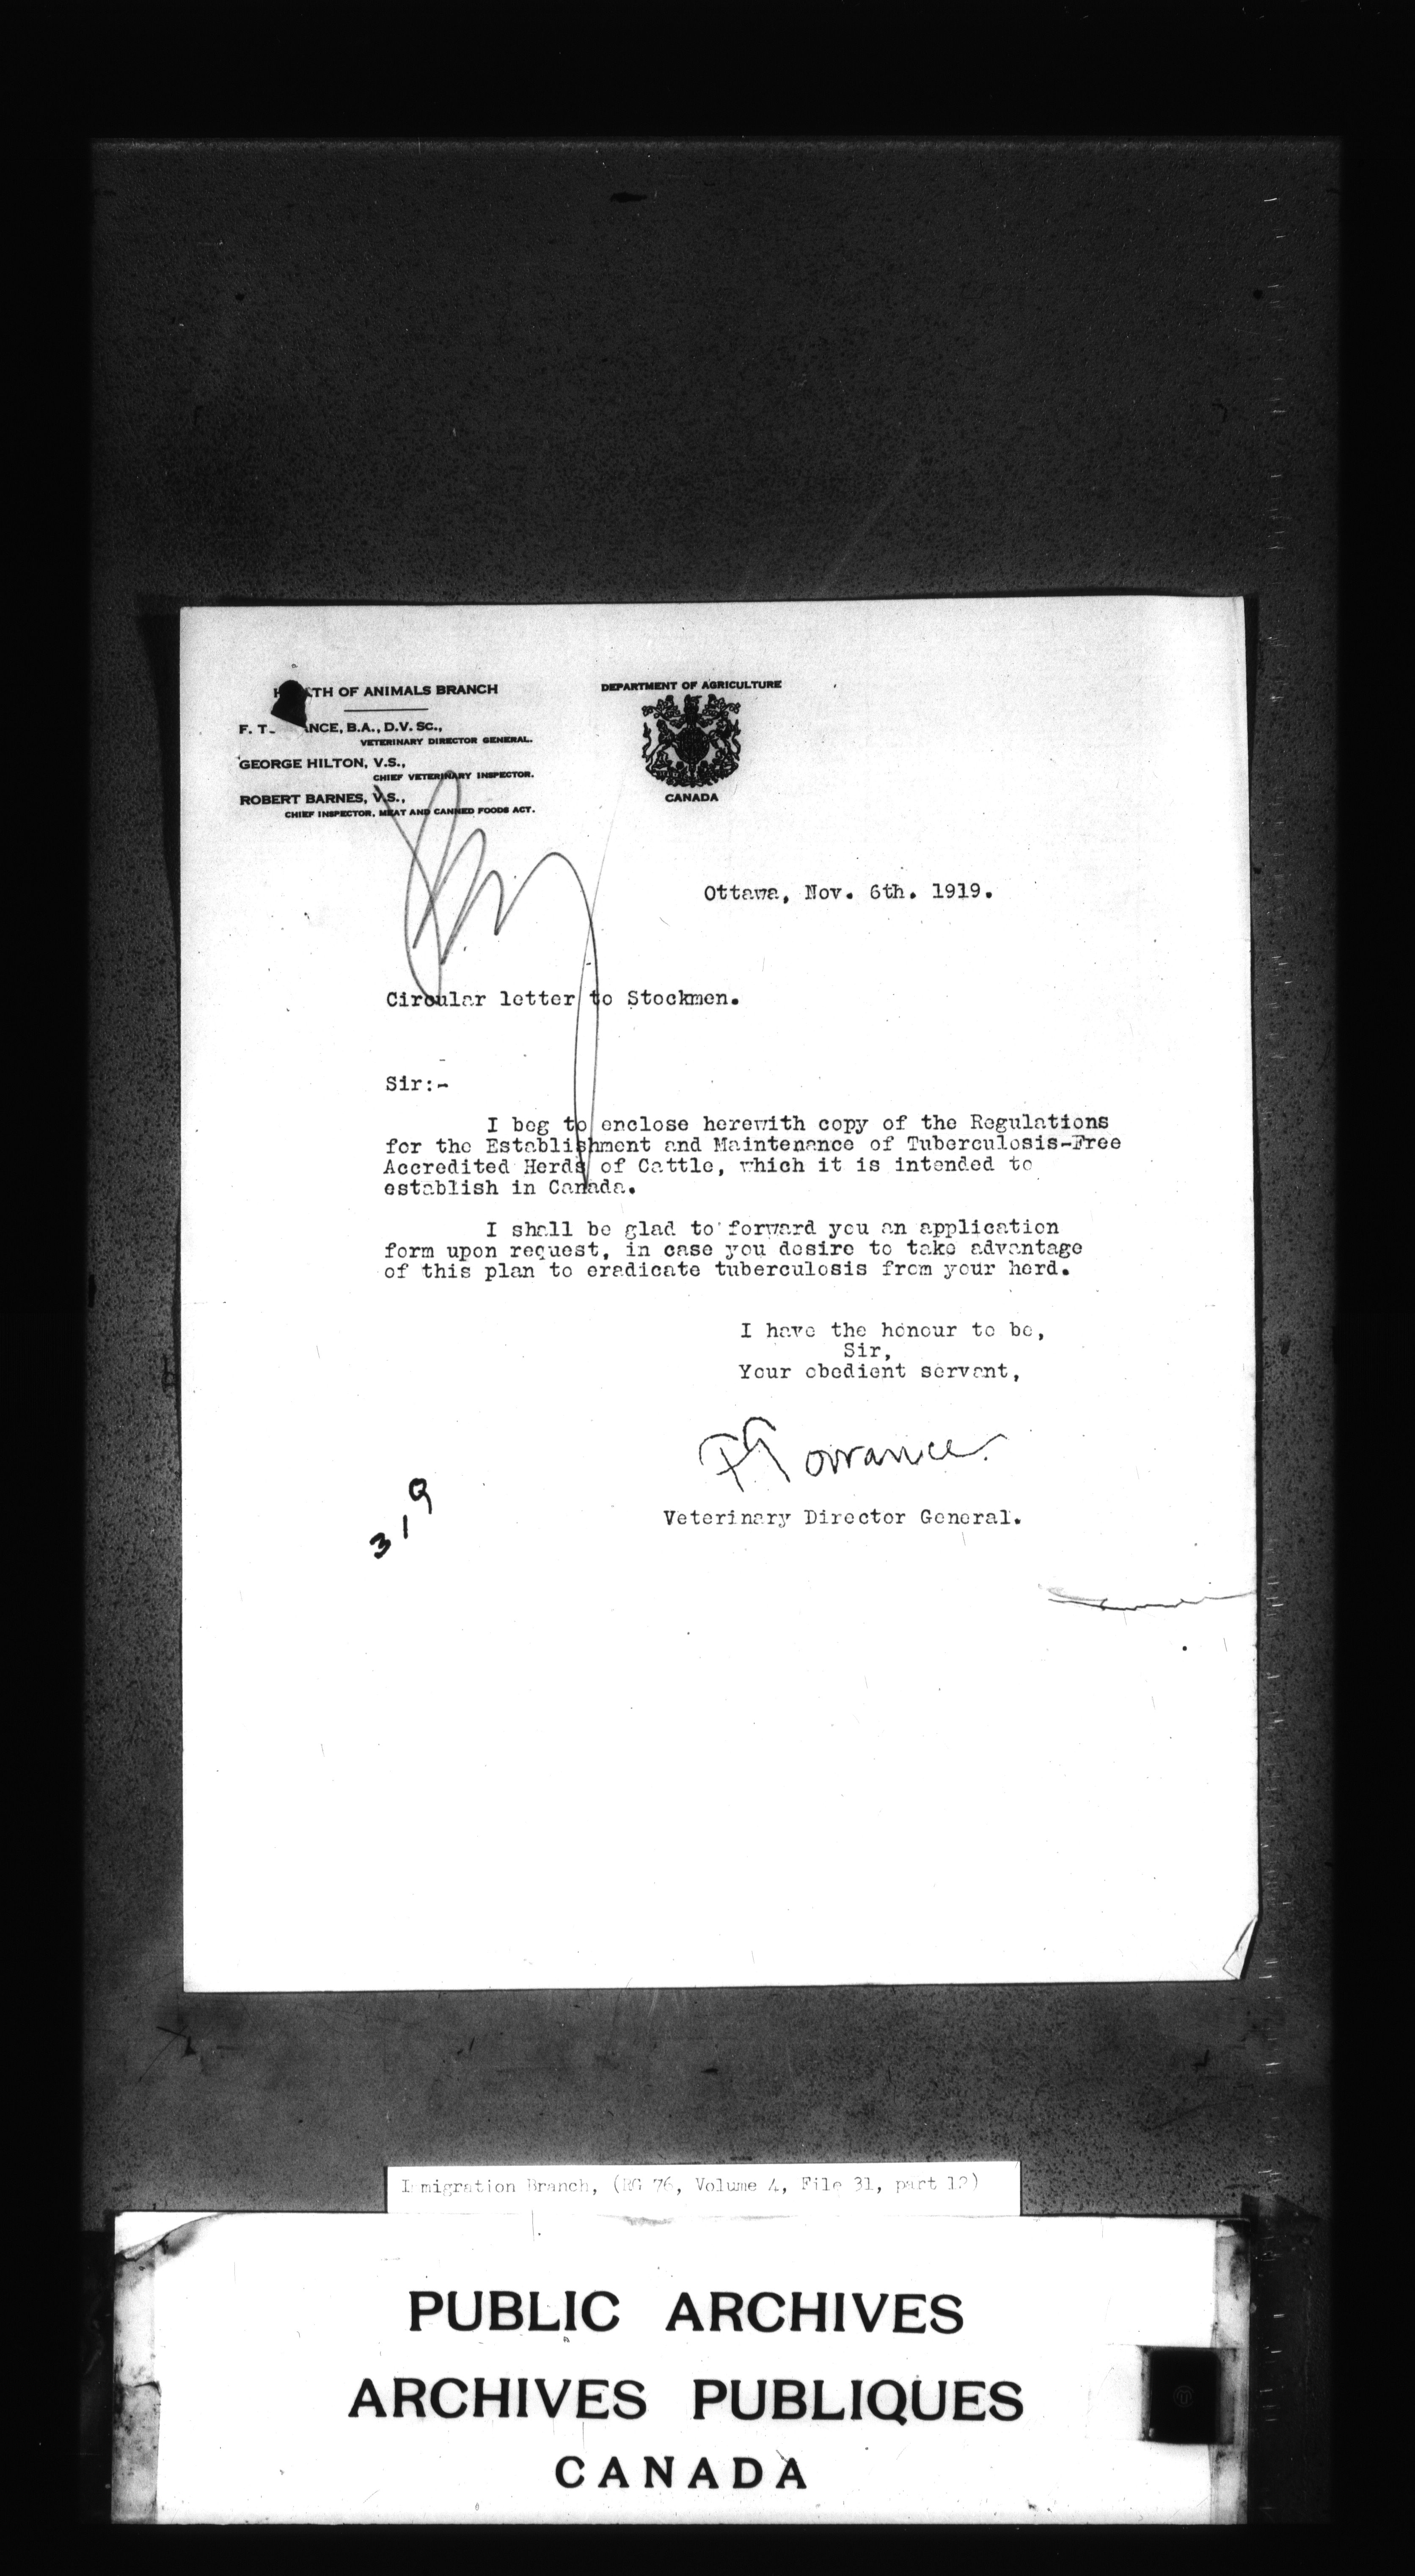 TH OF ANIMALS BRANCH
F. T. NCE, B.A., D.V. SC.,
VETERINARY DIRECTOR GENERAL.
GEORGE HILTON, V.S.,
CHIEF VETERINARY INSPECTOR.
ROBERT BARNES, V.S.,
CHIEF INSPECTOR, MEAT AND CANNED FOODS ACT.
DEPARTMENT OF AGRICULTURE
CANADA
Ottawa, Nov. 6th. 1919.
Circular letter to Stockmen.
Sir:-
I beg to enclose herewith copy of the Regulations
for the Establishment and Maintenance of Tuberculosis-Free
Accredited Herds of Cattle, which it is intended to
establish in Canada.
I shall be glad to forward you an application
form upon request, in case you desire to take advantage
of this plan to eradicate tuberculosis from your herd.
I have the honour to be,
Sir,
Your obedient servant,
F Torrance.
Veterinary Director General.
319
Immigration Branch, (RG 76, Volume 4, File 31, part 12)
PUBLIC ARCHIVES
ARCHIVES PUBLIQUES
CANADA